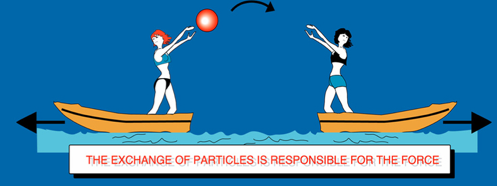 THE EXCHANGE OF PARTICLES IS RESPONSIBLE FOR THE FORCE